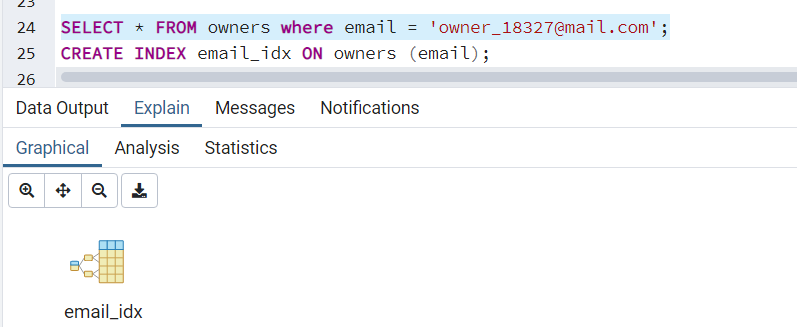 23
24 SELECT * FROM owners where email = 'owner_18327@mail.com';
25 CREATE INDEX email_idx ON owners (email);
26
Data Output Explain Messages Notifications
Graphical Analysis Statistics
email_idx